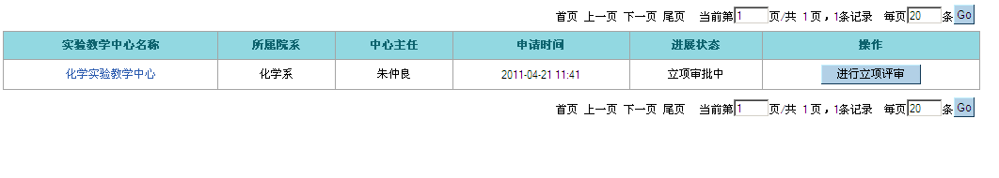 首页 上一页 下一页 尾页 当前第 1 页/共 1 页，1条记录 每页 20 条 Go
实验教学中心名称 所属院系 中心主任 申请时间 进展状态 操作
化学实验教学中心 化学系 朱仲良 2011-04-21 11:41 立项审批中 进行立项评审
首页 上一页 下一页 尾页 当前第 1 页/共 1 页，1条记录 每页 20 条 Go